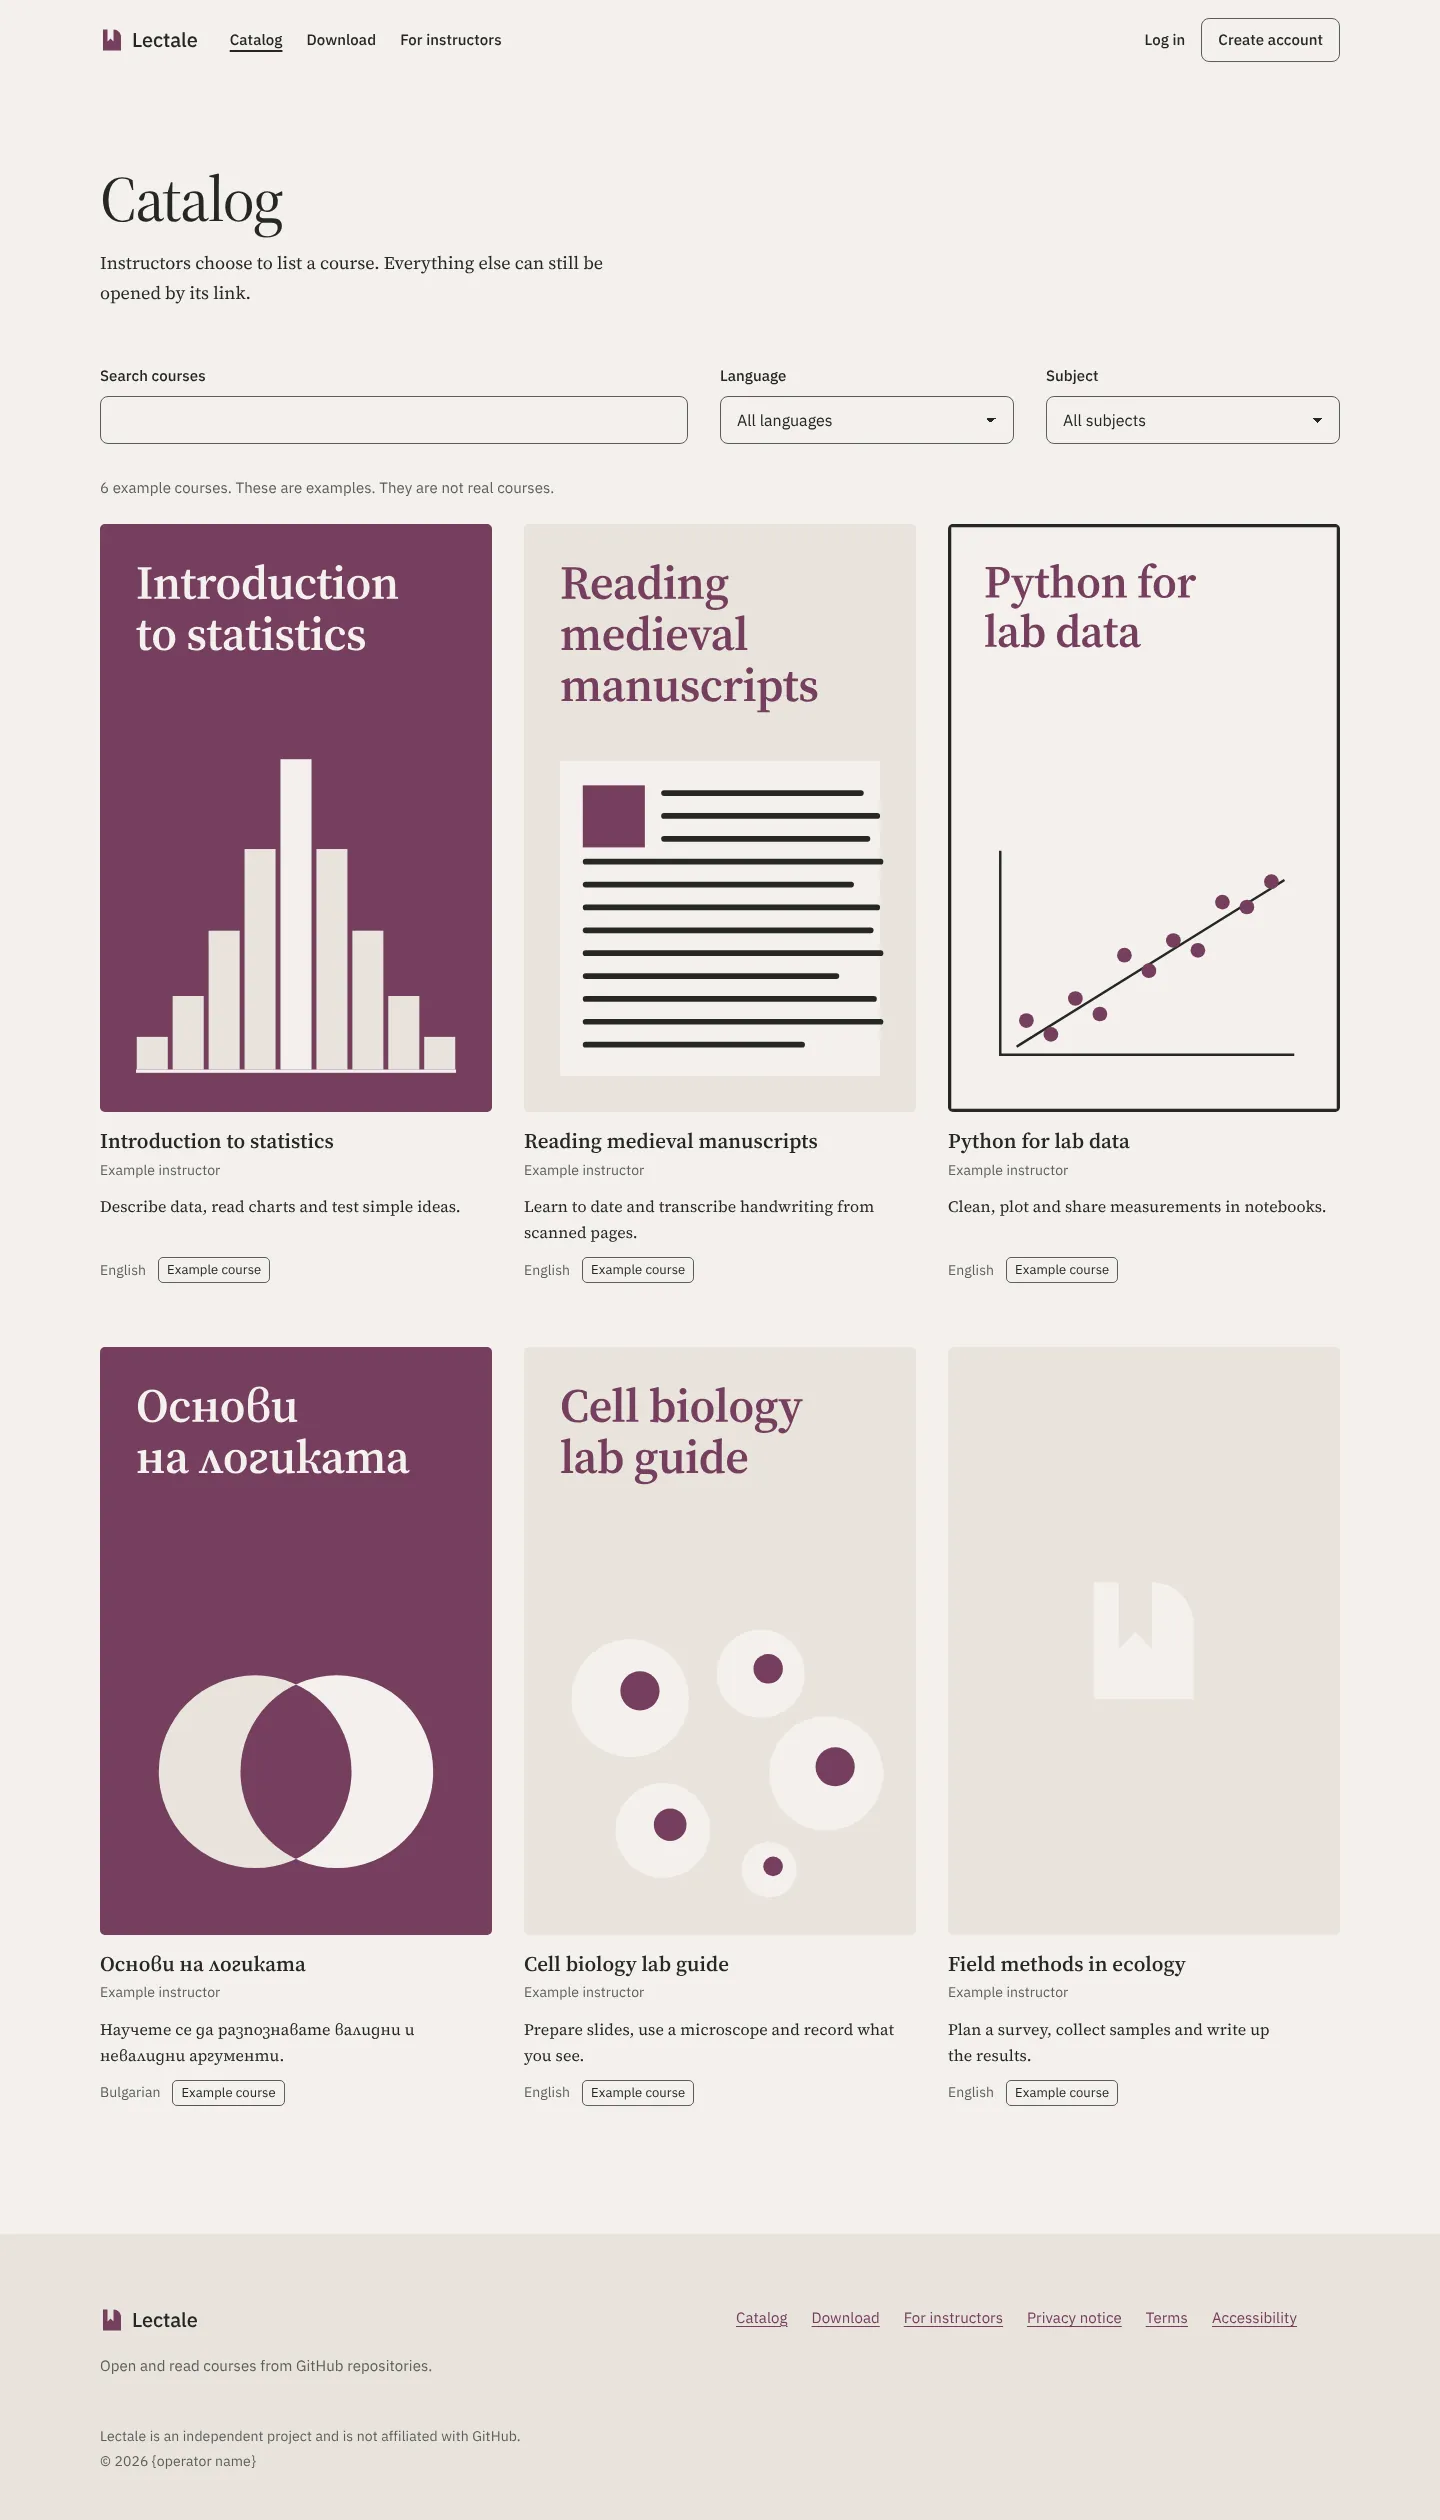 Lectale
Catalog
Download
For instructors
Log in
Create account
Catalog
Instructors choose to list a course. Everything else can still be
opened by its link.
Search courses
Language
Subject
All languages
All subjects
6 example courses. These are examples. They are not real courses.
Introduction
to statistics
Reading
medieval
manuscripts
Python for
lab data
Introduction to statistics
Example instructor
Describe data, read charts and test simple ideas.
English
Example course
Reading medieval manuscripts
Example instructor
Learn to date and transcribe handwriting from
scanned pages.
English
Example course
Python for lab data
Example instructor
Clean, plot and share measurements in notebooks.
English
Example course
Основи
на логиката
Cell biology
lab guide
Основи на логиката
Example instructor
Научете се да разпознавате валидни и
невалидни аргументи.
Bulgarian
Example course
Cell biology lab guide
Example instructor
Prepare slides, use a microscope and record what
you see.
English
Example course
Field methods in ecology
Example instructor
Plan a survey, collect samples and write up
the results.
English
Example course
Lectale
Catalog
Download
For instructors
Privacy notice
Terms
Accessibility
Open and read courses from GitHub repositories.
Lectale is an independent project and is not affiliated with GitHub.
© 2026 {operator name}